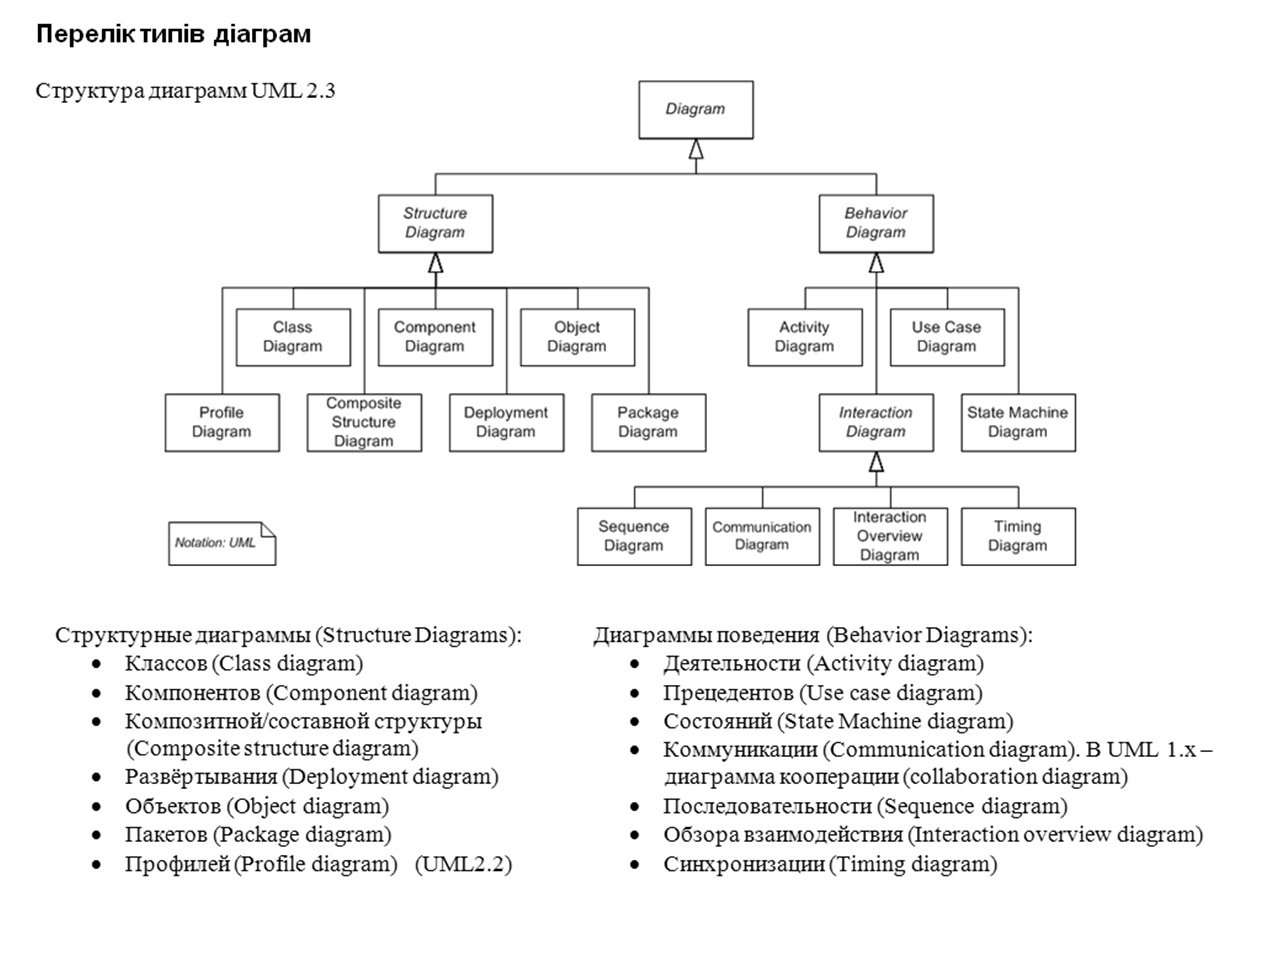 Перелік типів діаграм
Структура диаграмм UML 2.3
Diagram
Structure
Diagram
Behavior
Diagram
Class
Diagram
Component
Diagram
Object
Diagram
Activity
Diagram
Use Case
Diagram
Profile
Diagram
Composite
Structure
Diagram
Deployment
Diagram
Package
Diagram
Interaction
Diagram
State Machine
Diagram
Notation: UML
Sequence
Diagram
Communication
Diagram
Interaction
Overview
Diagram
Timing
Diagram
Структурные диаграммы (Structure Diagrams):
• Классов (Class diagram)
• Компонентов (Component diagram)
• Композитной/составной структуры
(Composite structure diagram)
• Развёртывания (Deployment diagram)
• Объектов (Object diagram)
• Пакетов (Package diagram)
• Профилей (Profile diagram) (UML2.2)
Диаграммы поведения (Behavior Diagrams):
• Деятельности (Activity diagram)
• Прецедентов (Use case diagram)
• Состояний (State Machine diagram)
• Коммуникации (Communication diagram). В UML 1.x –
диаграмма кооперации (collaboration diagram)
• Последовательности (Sequence diagram)
• Обзора взаимодействия (Interaction overview diagram)
• Синхронизации (Timing diagram)